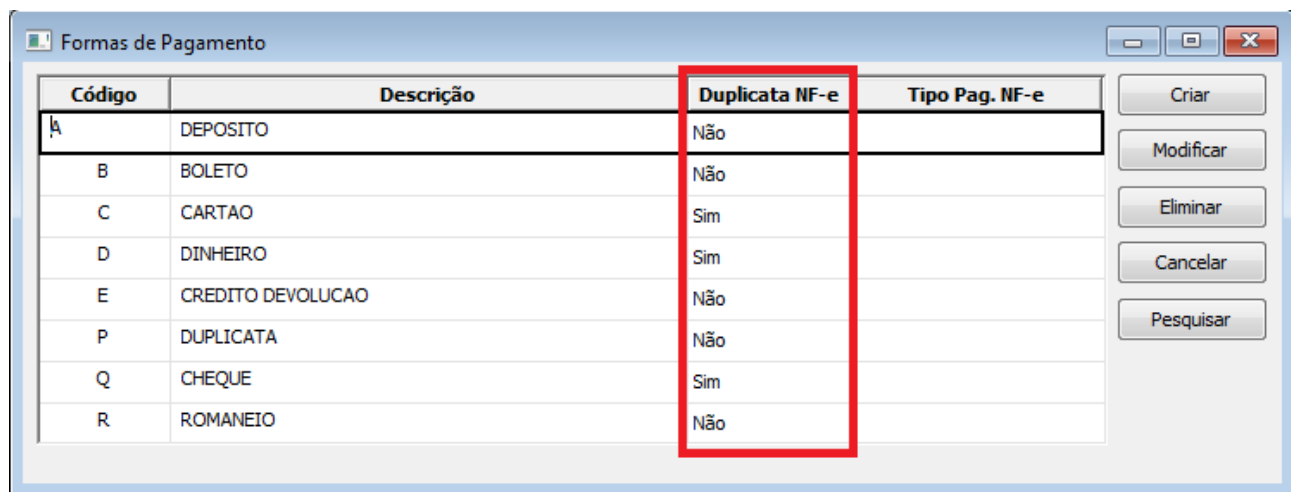 Formas de Pagamento
Código Descrição Duplicata NF-e Tipo Pag. NF-e
A DEPOSITO Não
B BOLETO Não
C CARTAO Sim
D DINHEIRO Sim
E CREDITO DEVOLUCAO Não
P DUPLICATA Não
Q CHEQUE Sim
R ROMANEIO Não
Criar
Modificar
Eliminar
Cancelar
Pesquisar